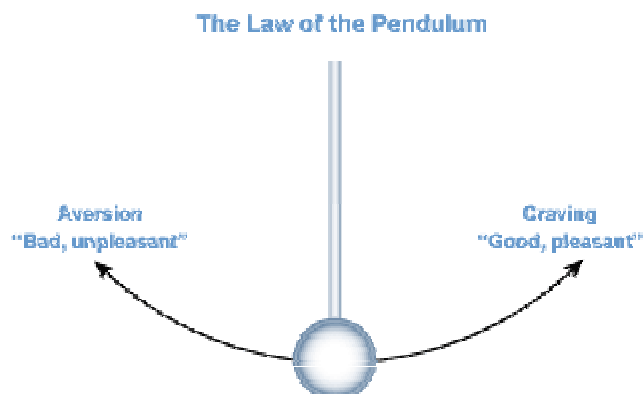 The Law of the Pendulum
Aversion
"Bad, unpleasant"
Craving
"Good, pleasant"